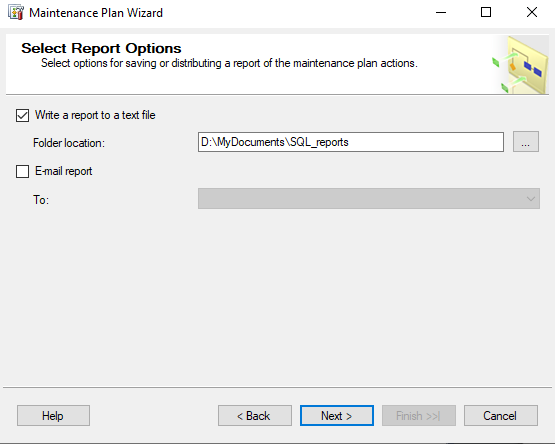 Maintenance Plan Wizard
Select Report Options
Select options for saving or distributing a report of the maintenance plan actions.
Write a report to a text file
Folder location:
D:\MyDocuments\SQL_reports
...
E-mail report
To:
Help
< Back
Next >
Finish >>|
Cancel